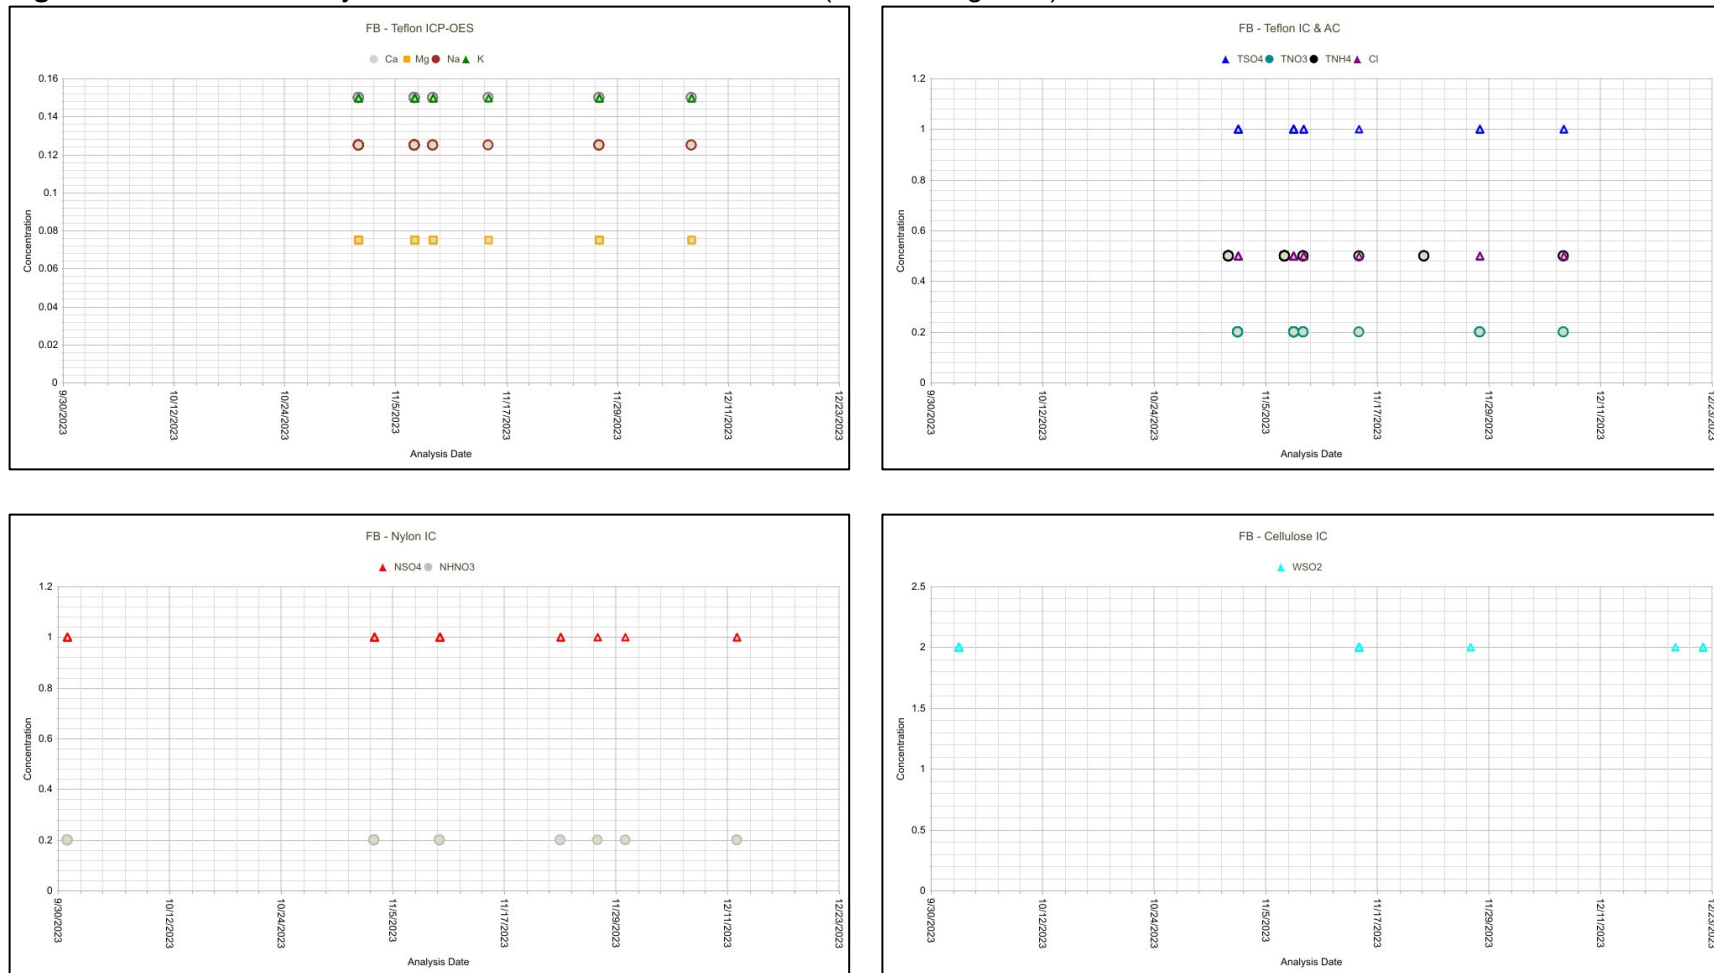 FB - Teflon ICP-OES
Ca Mg Na K
0.16
0.14
0.12
0.1
0.08
0.06
0.04
0.02
0
Concentration
9/30/2023 10/12/2023 10/24/2023 11/5/2023 11/17/2023 11/29/2023 12/11/2023 12/23/2023
Analysis Date
FB - Teflon IC & AC
TSO4 TNO3 TNH4 Cl
1.2
1
0.8
0.6
0.4
0.2
0
Concentration
9/30/2023 10/12/2023 10/24/2023 11/5/2023 11/17/2023 11/29/2023 12/11/2023 12/23/2023
Analysis Date
FB - Nylon IC
NSO4 NHNO3
1.2
1
0.8
0.6
0.4
0.2
0
Concentration
9/30/2023 10/12/2023 10/24/2023 11/5/2023 11/17/2023 11/29/2023 12/11/2023 12/23/2023
Analysis Date
FB - Cellulose IC
WSO2
2.5
2
1.5
1
0.5
0
Concentration
9/30/2023 10/12/2023 10/24/2023 11/5/2023 11/17/2023 11/29/2023 12/11/2023 12/23/2023
Analysis Date